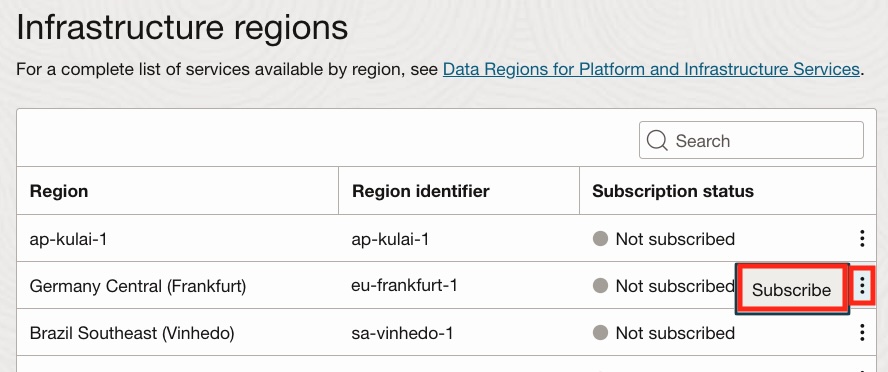 Infrastructure regions
For a complete list of services available by region, see Data Regions for Platform and Infrastructure Services.
Search
Region Region identifier Subscription status
ap-kulai-1 ap-kulai-1 Not subscribed
Germany Central (Frankfurt) eu-frankfurt-1 Not subscribed Subscribe
Brazil Southeast (Vinhedo) sa-vinhedo-1 Not subscribed